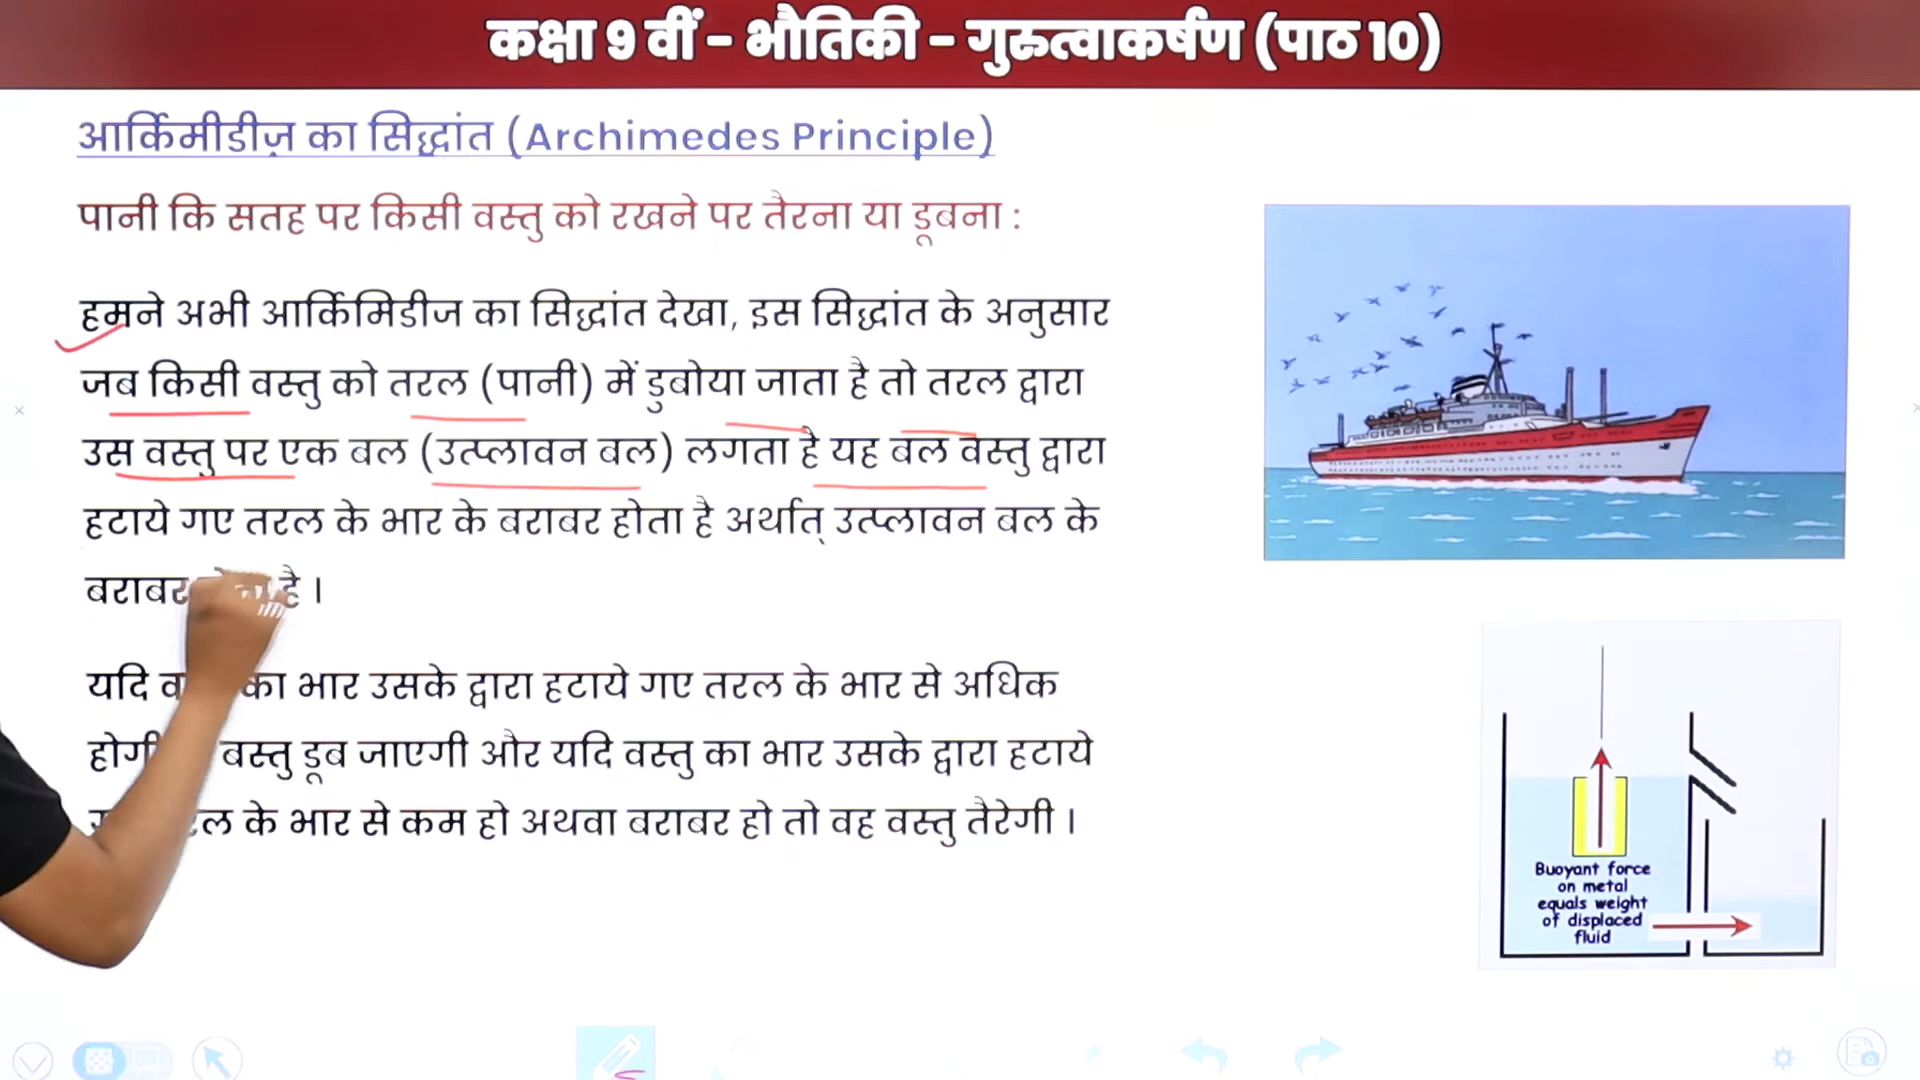 कक्षा 9 वीं - भौतिकी - गुरुत्वाकर्षण (पाठ 10)
आर्किमीडीज़ का सिद्धांत (Archimedes Principle)
पानी कि सतह पर किसी वस्तु को रखने पर तैरना या डूबना :
हमने अभी आर्किमिडीज का सिद्धांत देखा, इस सिद्धांत के अनुसार
जब किसी वस्तु को तरल (पानी) में डुबोया जाता है तो तरल द्वारा
उस वस्तु पर एक बल (उत्प्लावन बल) लगता है यह बल वस्तु द्वारा
हटाये गए तरल के भार के बराबर होता है अर्थात् उत्प्लावन बल के
बराबर है ।
यदि का भार उसके द्वारा हटाये गए तरल के भार से अधिक
होगी बस्तु डूब जाएगी और यदि वस्तु का भार उसके द्वारा हटाये
के भार से कम हो अथवा बराबर हो तो वह वस्तु तैरेगी ।
Buoyant force
on metal
equals weight
of displaced
fluid